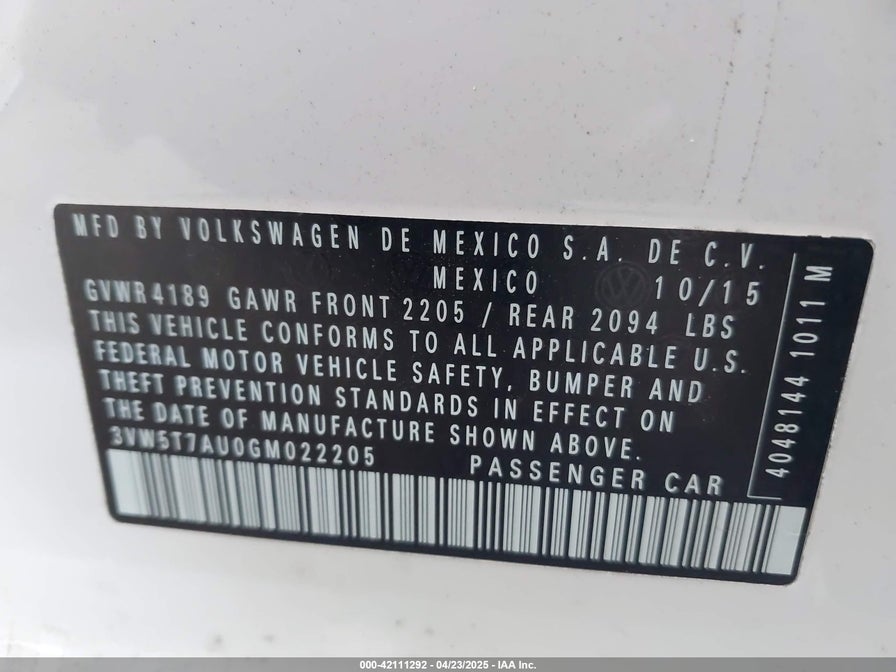 MFD BY VOLKSWAGEN DE MEXICO S.A. DE C.V.
MEXICO 10/15
GVWR 4189 GAWR FRONT 2205 / REAR 2094 LBS
THIS VEHICLE CONFORMS TO ALL APPLICABLE U.S.
FEDERAL MOTOR VEHICLE SAFETY, BUMPER AND
THEFT PREVENTION STANDARDS IN EFFECT ON
THE DATE OF MANUFACTURE SHOWN ABOVE.
3VW5T7AU0GM022205 PASSENGER CAR
4048144 1011 M
000-42111292 - 04/23/2025 - IAA Inc.